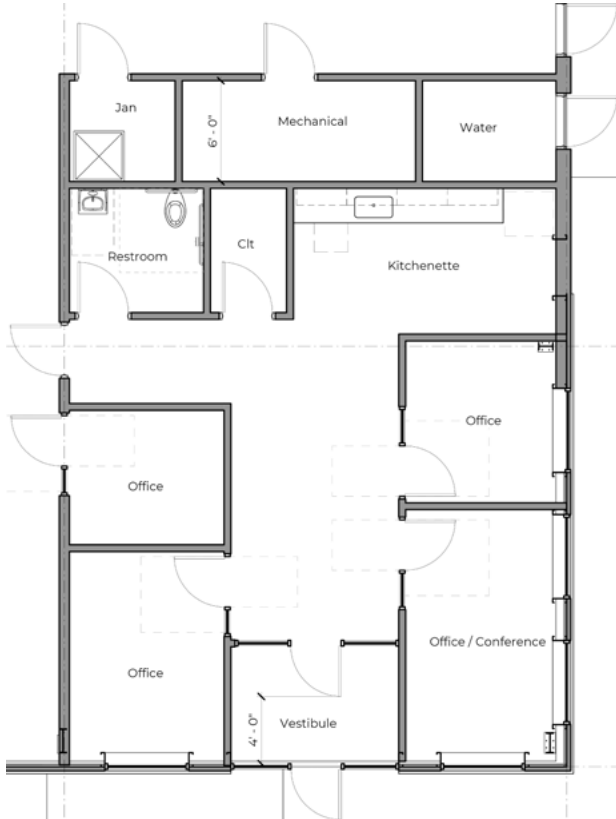 Jan
Mechanical
6' - 0"
Water
Restroom
Clt
Kitchenette
Office
Office
Office
Office / Conference
Vestibule
4' - 0"